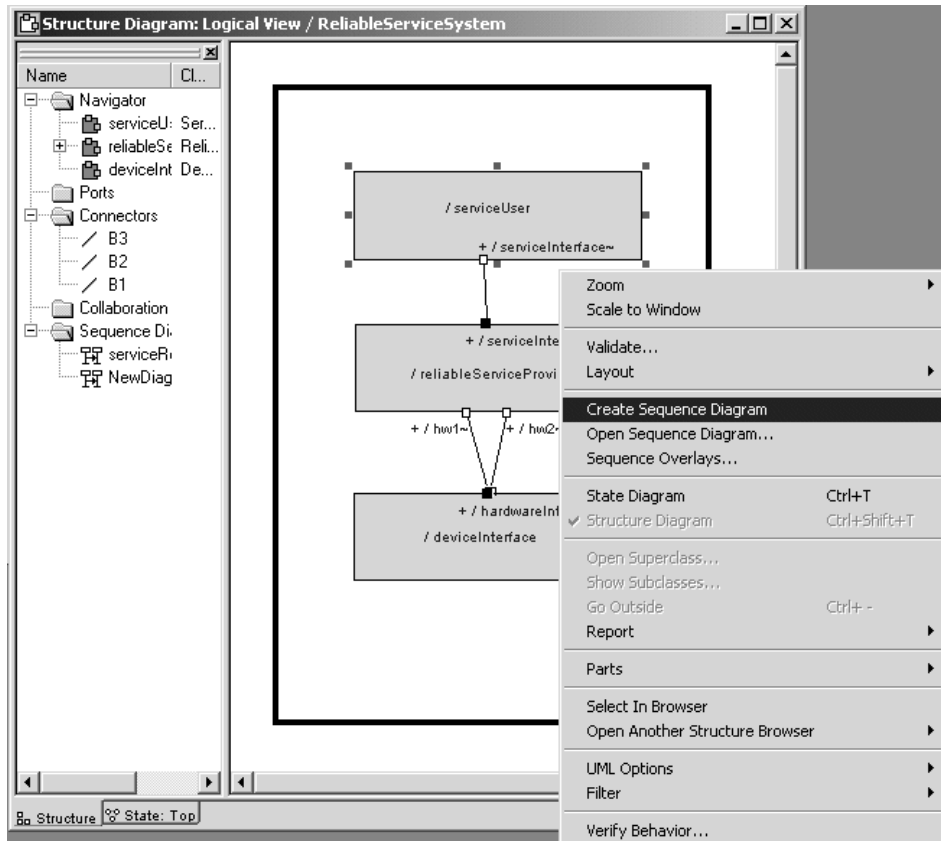 Structure Diagram: Logical View / ReliableServiceSystem
Name Cl...
Navigator
serviceU: Ser...
reliableSe Reli...
deviceInt De...
Ports
Connectors
B3
B2
B1
Collaboration
Sequence Di
serviceR
NewDiag
/ serviceUser
+ / serviceInterface~
+ / serviceInte
/ reliableServiceProvi
+ / hw1~
+ / hw2~
+ / hardwareInt
/ deviceInterface
Zoom
Scale to Window
Validate...
Layout
Create Sequence Diagram
Open Sequence Diagram...
Sequence Overlays...
State Diagram Ctrl+T
Structure Diagram Ctrl+Shift+T
Open Superclass...
Show Subclasses...
Go Outside Ctrl+ -
Report
Parts
Select In Browser
Open Another Structure Browser
UML Options
Filter
Verify Behavior...
Structure
State: Top